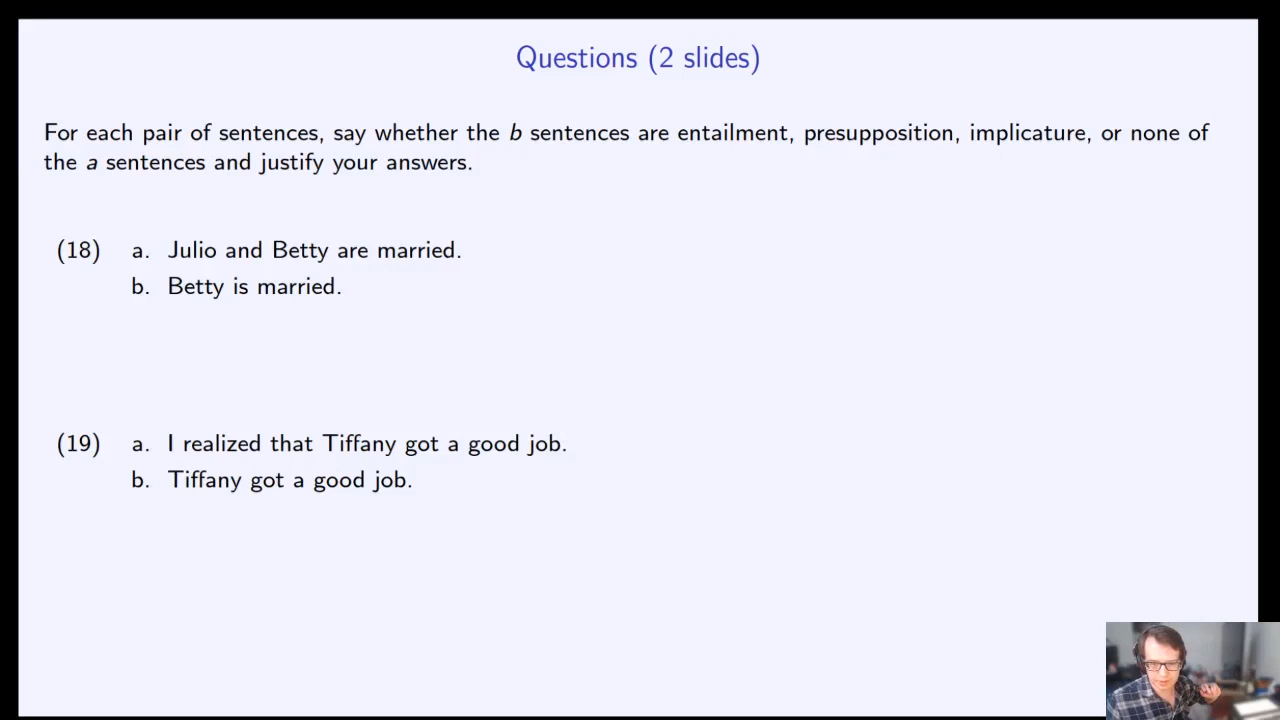 Questions (2 slides)
For each pair of sentences, say whether the b sentences are entailment, presupposition, implicature, or none of
the a sentences and justify your answers.
(18) a. Julio and Betty are married.
b. Betty is married.
(19) a. I realized that Tiffany got a good job.
b. Tiffany got a good job.